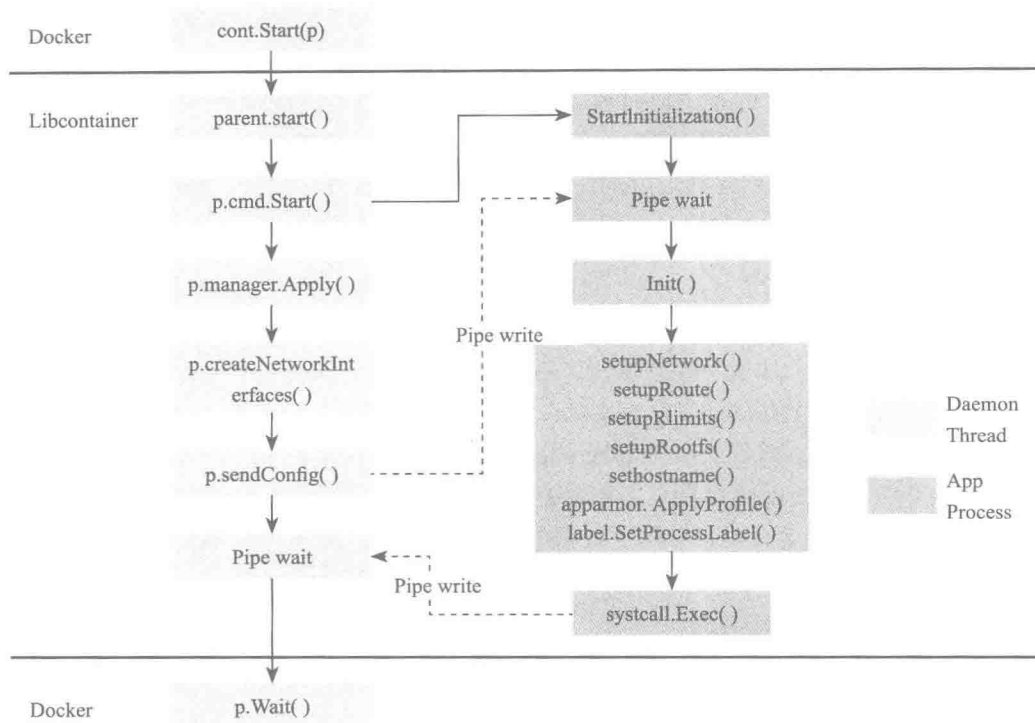 Docker
cont.Start(p)
Libcontainer
parent.start( )
StartInitialization( )
p.cmd.Start( )
Pipe wait
p.manager.Apply( )
Init( )
Pipe write
p.createNetworkInt
erfaces( )
setupNetwork( )
setupRoute( )
setupRlimits( )
setupRootfs( )
sethostname( )
apparmor. ApplyProfile( )
label.SetProcessLabel( )
Daemon
Thread
App
Process
p.sendConfig( )
Pipe wait
Pipe write
systcall.Exec( )
Docker
p.Wait( )